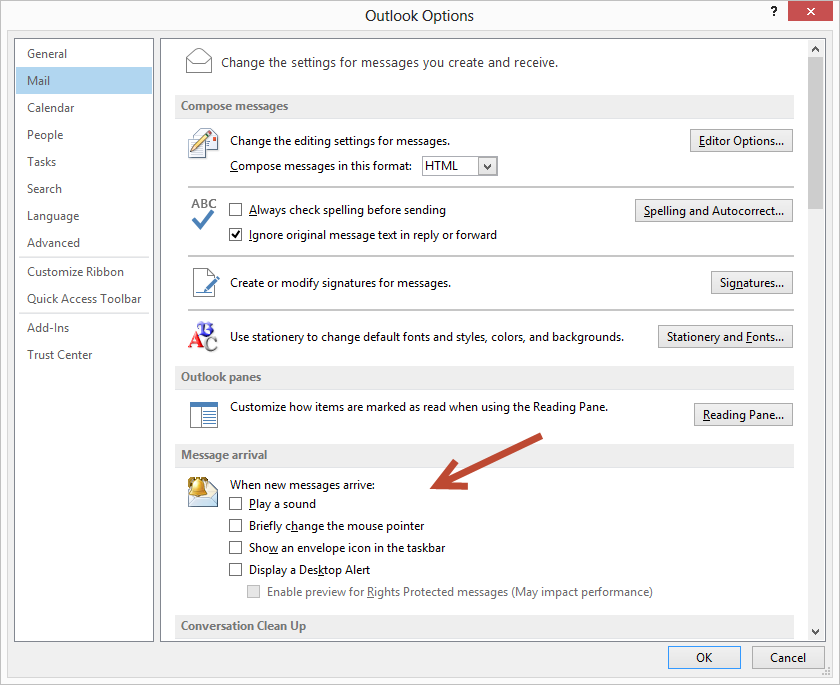 Outlook Options
?
General
Mail
Calendar
People
Tasks
Search
Language
Advanced
Customize Ribbon
Quick Access Toolbar
Add-Ins
Trust Center
Change the settings for messages you create and receive.
Compose messages
Change the editing settings for messages.
Editor Options...
Compose messages in this format: HTML
ABC
Always check spelling before sending
Spelling and Autocorrect...
Ignore original message text in reply or forward
Create or modify signatures for messages.
Signatures...
ABC
Use stationery to change default fonts and styles, colors, and backgrounds.
Stationery and Fonts...
Outlook panes
Customize how items are marked as read when using the Reading Pane.
Reading Pane...
Message arrival
When new messages arrive:
Play a sound
Briefly change the mouse pointer
Show an envelope icon in the taskbar
Display a Desktop Alert
Enable preview for Rights Protected messages (May impact performance)
Conversation Clean Up
OK
Cancel